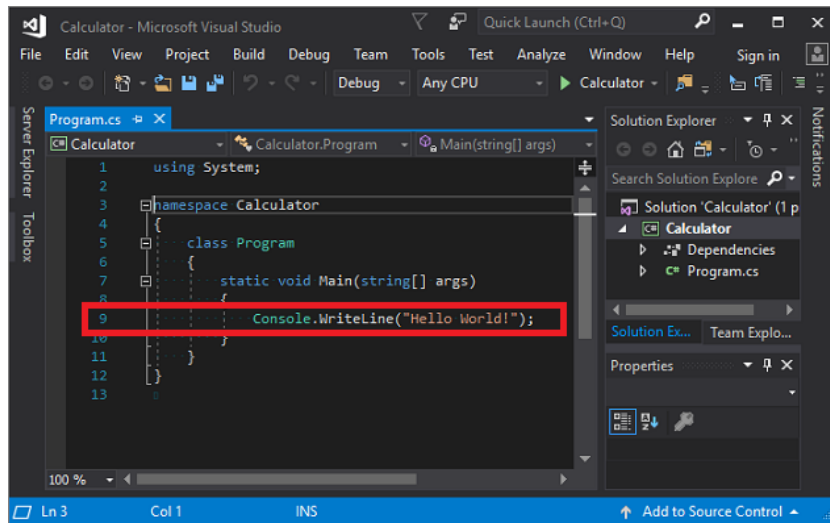 Calculator - Microsoft Visual Studio
Quick Launch (Ctrl+Q)
File Edit View Project Build Debug Team Tools Test Analyze Window Help Sign in
Debug Any CPU Calculator
Server Explorer
Toolbox
Program.cs
C# Calculator Calculator.Program Main(string[] args)
1 using System;
2
3 namespace Calculator
4 {
5 class Program
6 {
7 static void Main(string[] args)
8 {
9 Console.WriteLine("Hello World!");
10 }
11 }
12 }
13
100 %
Solution Explorer
Search Solution Explore
Solution 'Calculator' (1 p
C# Calculator
Dependencies
C# Program.cs
Solution Ex... Team Explo...
Properties
Notifications
Ln 3 Col 1 INS Add to Source Control